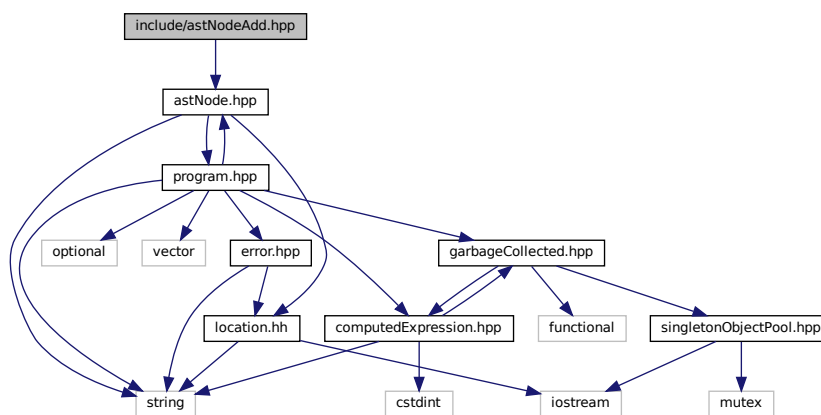 include/astNodeAdd.hpp
astNode.hpp
program.hpp
optional
vector
error.hpp
garbageCollected.hpp
location.hh
computedExpression.hpp
functional
singletonObjectPool.hpp
string
cstdint
iostream
mutex